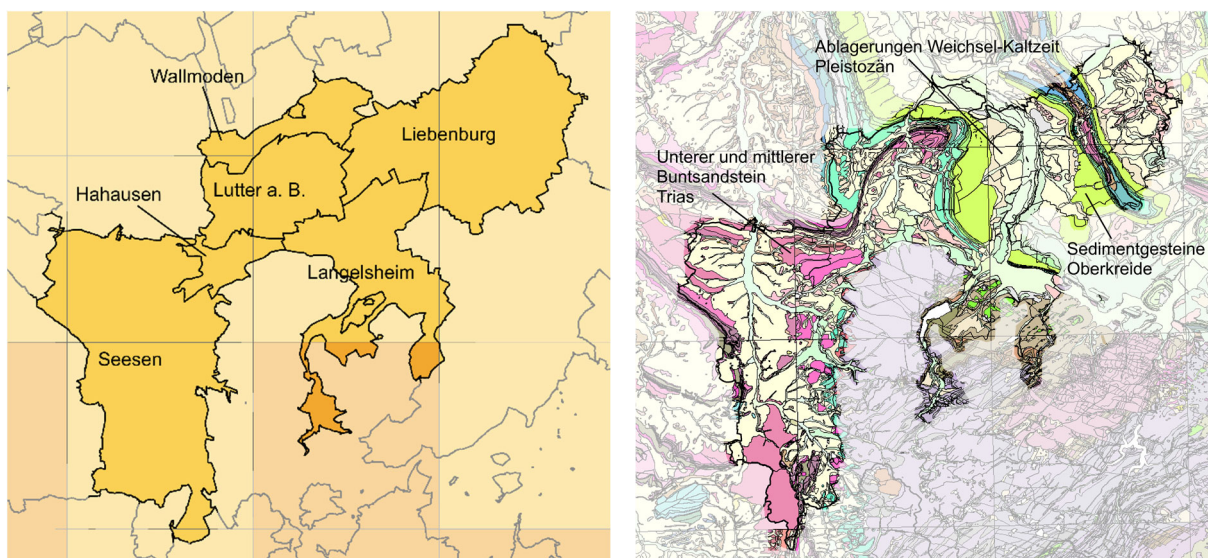 Wallmoden
Liebenburg
Lutter a. B.
Hahausen
Langelsheim
Seesen
Ablagerungen Weichsel-Kaltzeit
Pleistozän
Unterer und mittlerer
Buntsandstein
Trias
Sedimentgesteine
Oberkreide